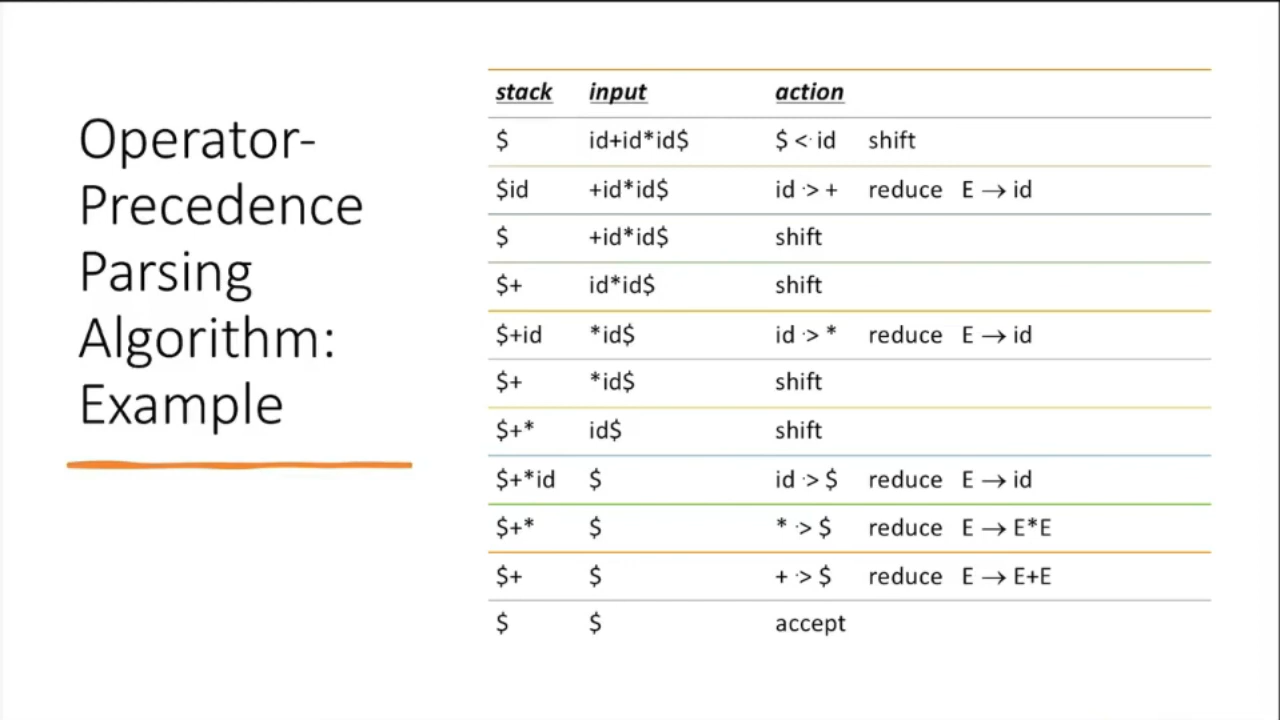 Operator-
Precedence
Parsing
Algorithm:
Example
stack input action
$ id+id*id$ $ <· id shift
$id +id*id$ id ·> + reduce E → id
$ +id*id$ shift
$+ id*id$ shift
$+id *id$ id ·> * reduce E → id
$+ *id$ shift
$+* id$ shift
$+*id $ id ·> $ reduce E → id
$+* $ * ·> $ reduce E → E*E
$+ $ + ·> $ reduce E → E+E
$ $ accept